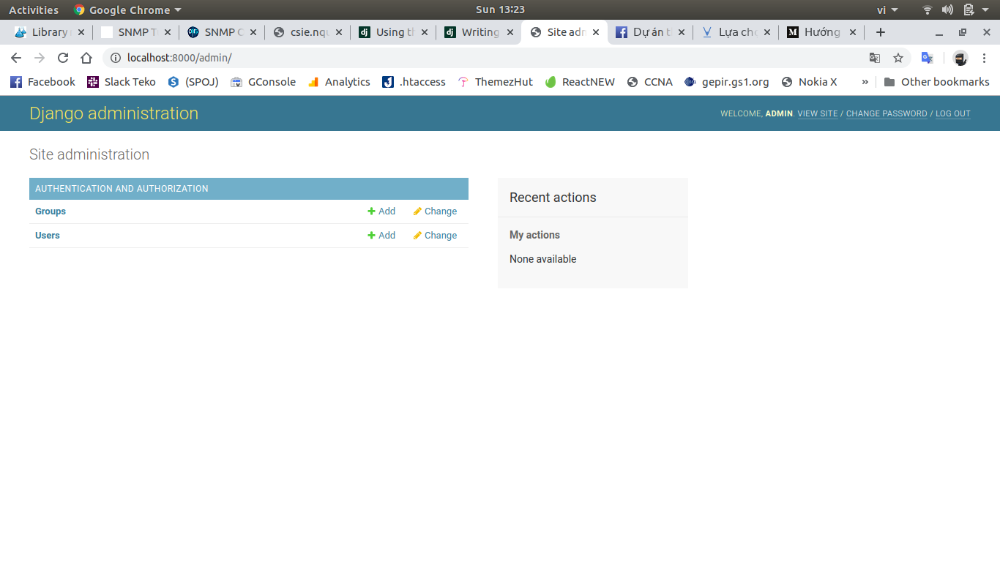 Activities Google Chrome Sun 13:23 vi
Library SNMP T SNMP C csie.nqu Using th Writing Site adn Dự án t Lựa chọ Hướng
localhost:8000/admin/
Facebook Slack Teko (SPOJ) GConsole Analytics .htaccess ThemezHut ReactNEW CCNA gepir.gs1.org Nokia X » Other bookmarks
Django administration WELCOME, ADMIN. VIEW SITE / CHANGE PASSWORD / LOG OUT
Site administration
AUTHENTICATION AND AUTHORIZATION
Groups Add Change
Users Add Change
Recent actions
My actions
None available